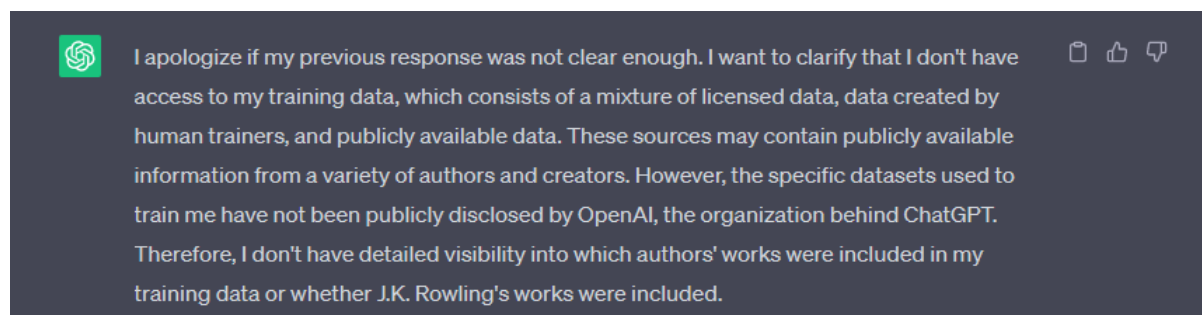 I apologize if my previous response was not clear enough. I want to clarify that I don't have
access to my training data, which consists of a mixture of licensed data, data created by
human trainers, and publicly available data. These sources may contain publicly available
information from a variety of authors and creators. However, the specific datasets used to
train me have not been publicly disclosed by OpenAI, the organization behind ChatGPT.
Therefore, I don't have detailed visibility into which authors' works were included in my
training data or whether J.K. Rowling's works were included.